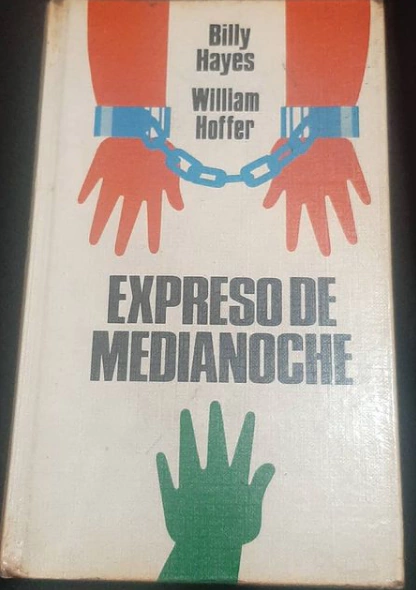 Billy
Hayes
William
Hoffer
EXPRESO DE
MEDIANOCHE